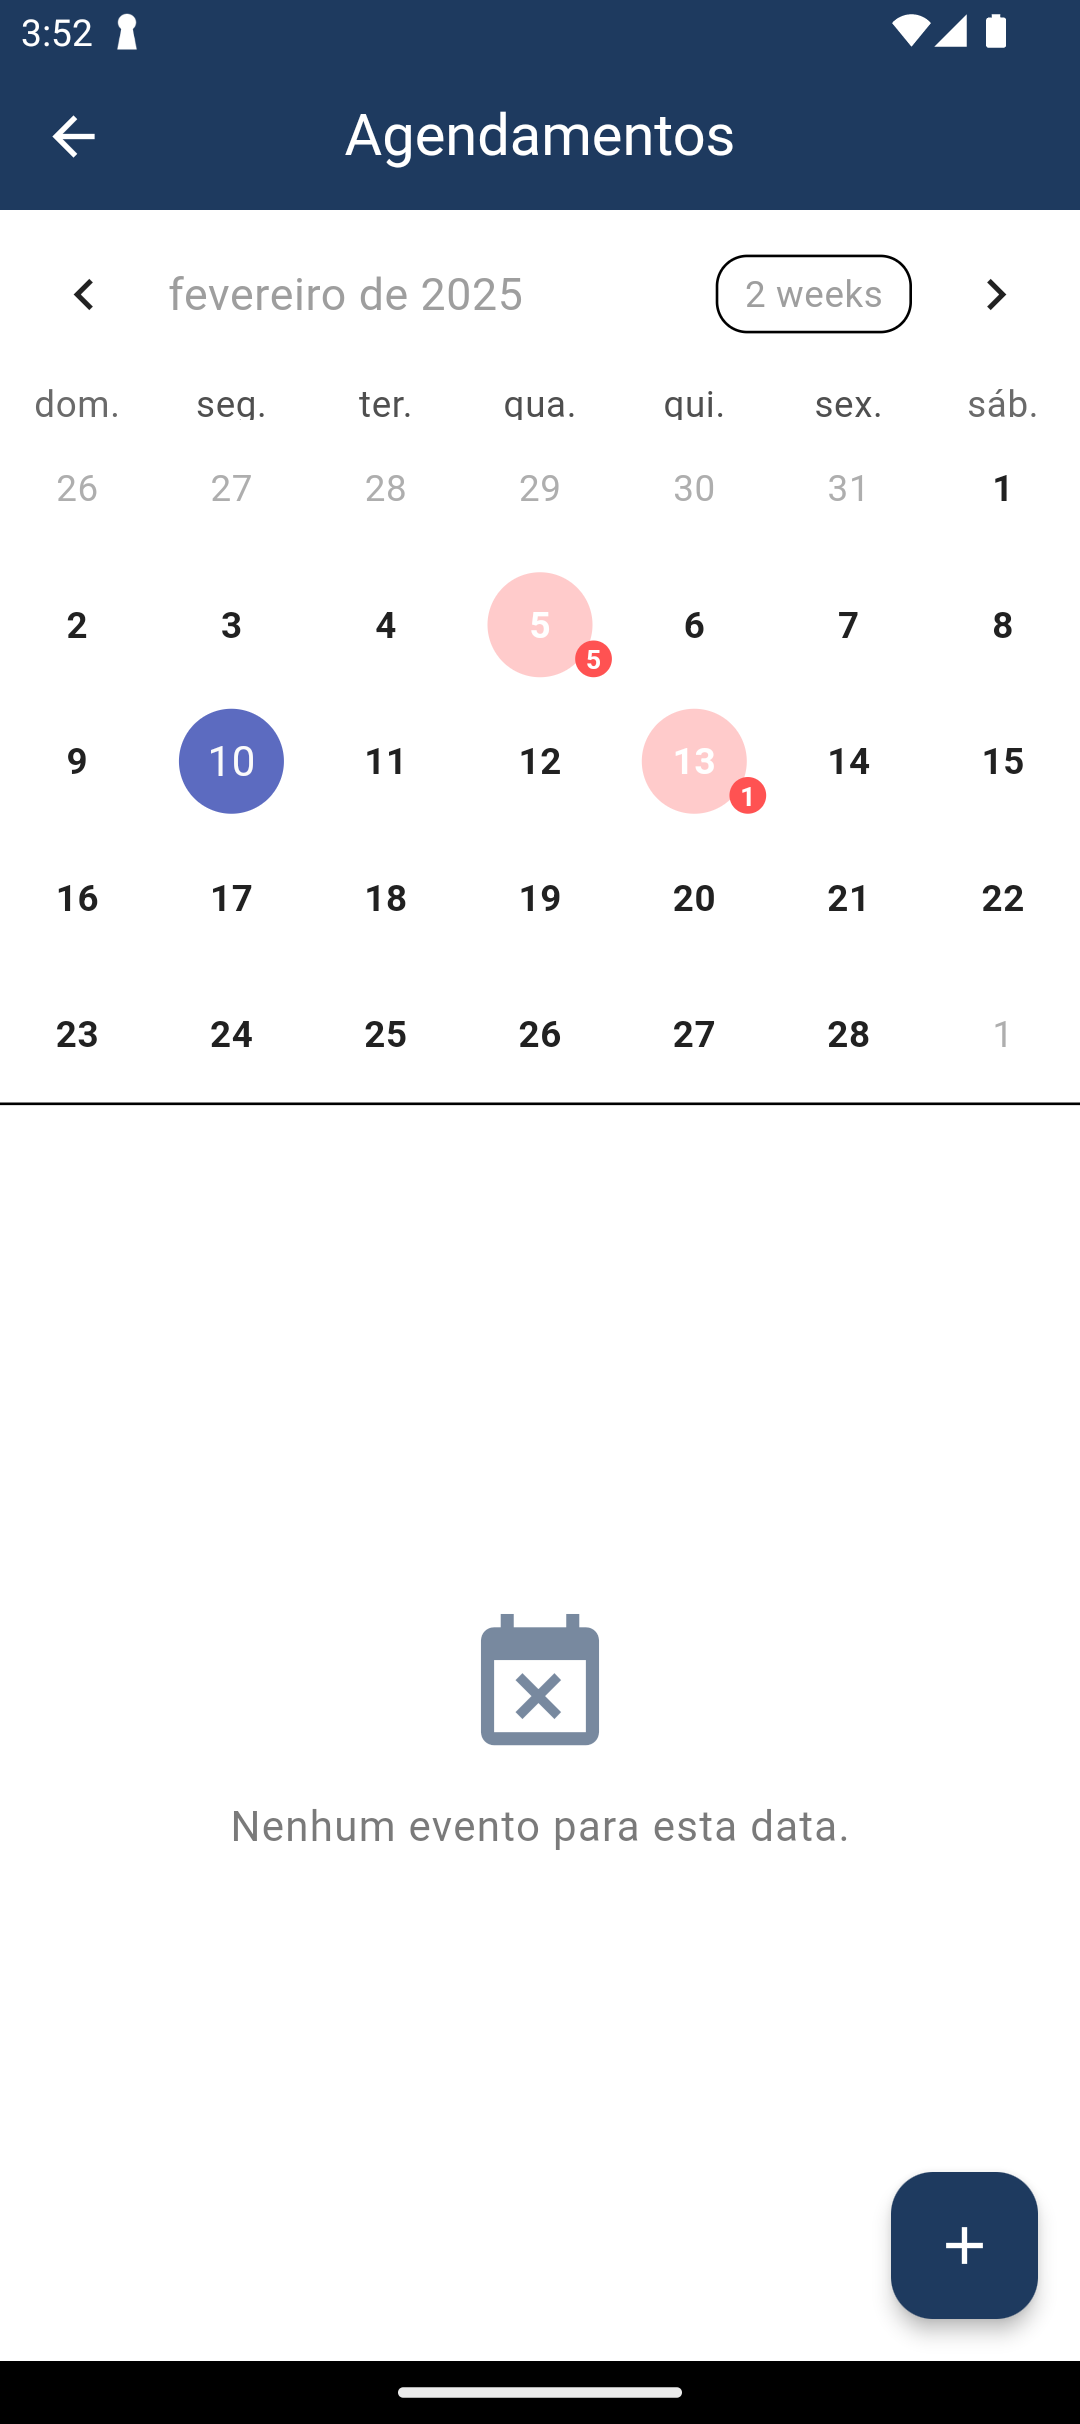 3:52
Agendamentos
fevereiro de 2025 2 weeks
dom. seg. ter. qua. qui. sex. sáb.
26 27 28 29 30 31 1
2 3 4 5 6 7 8
5
9 10 11 12 13 14 15
1
16 17 18 19 20 21 22
23 24 25 26 27 28 1
Nenhum evento para esta data.